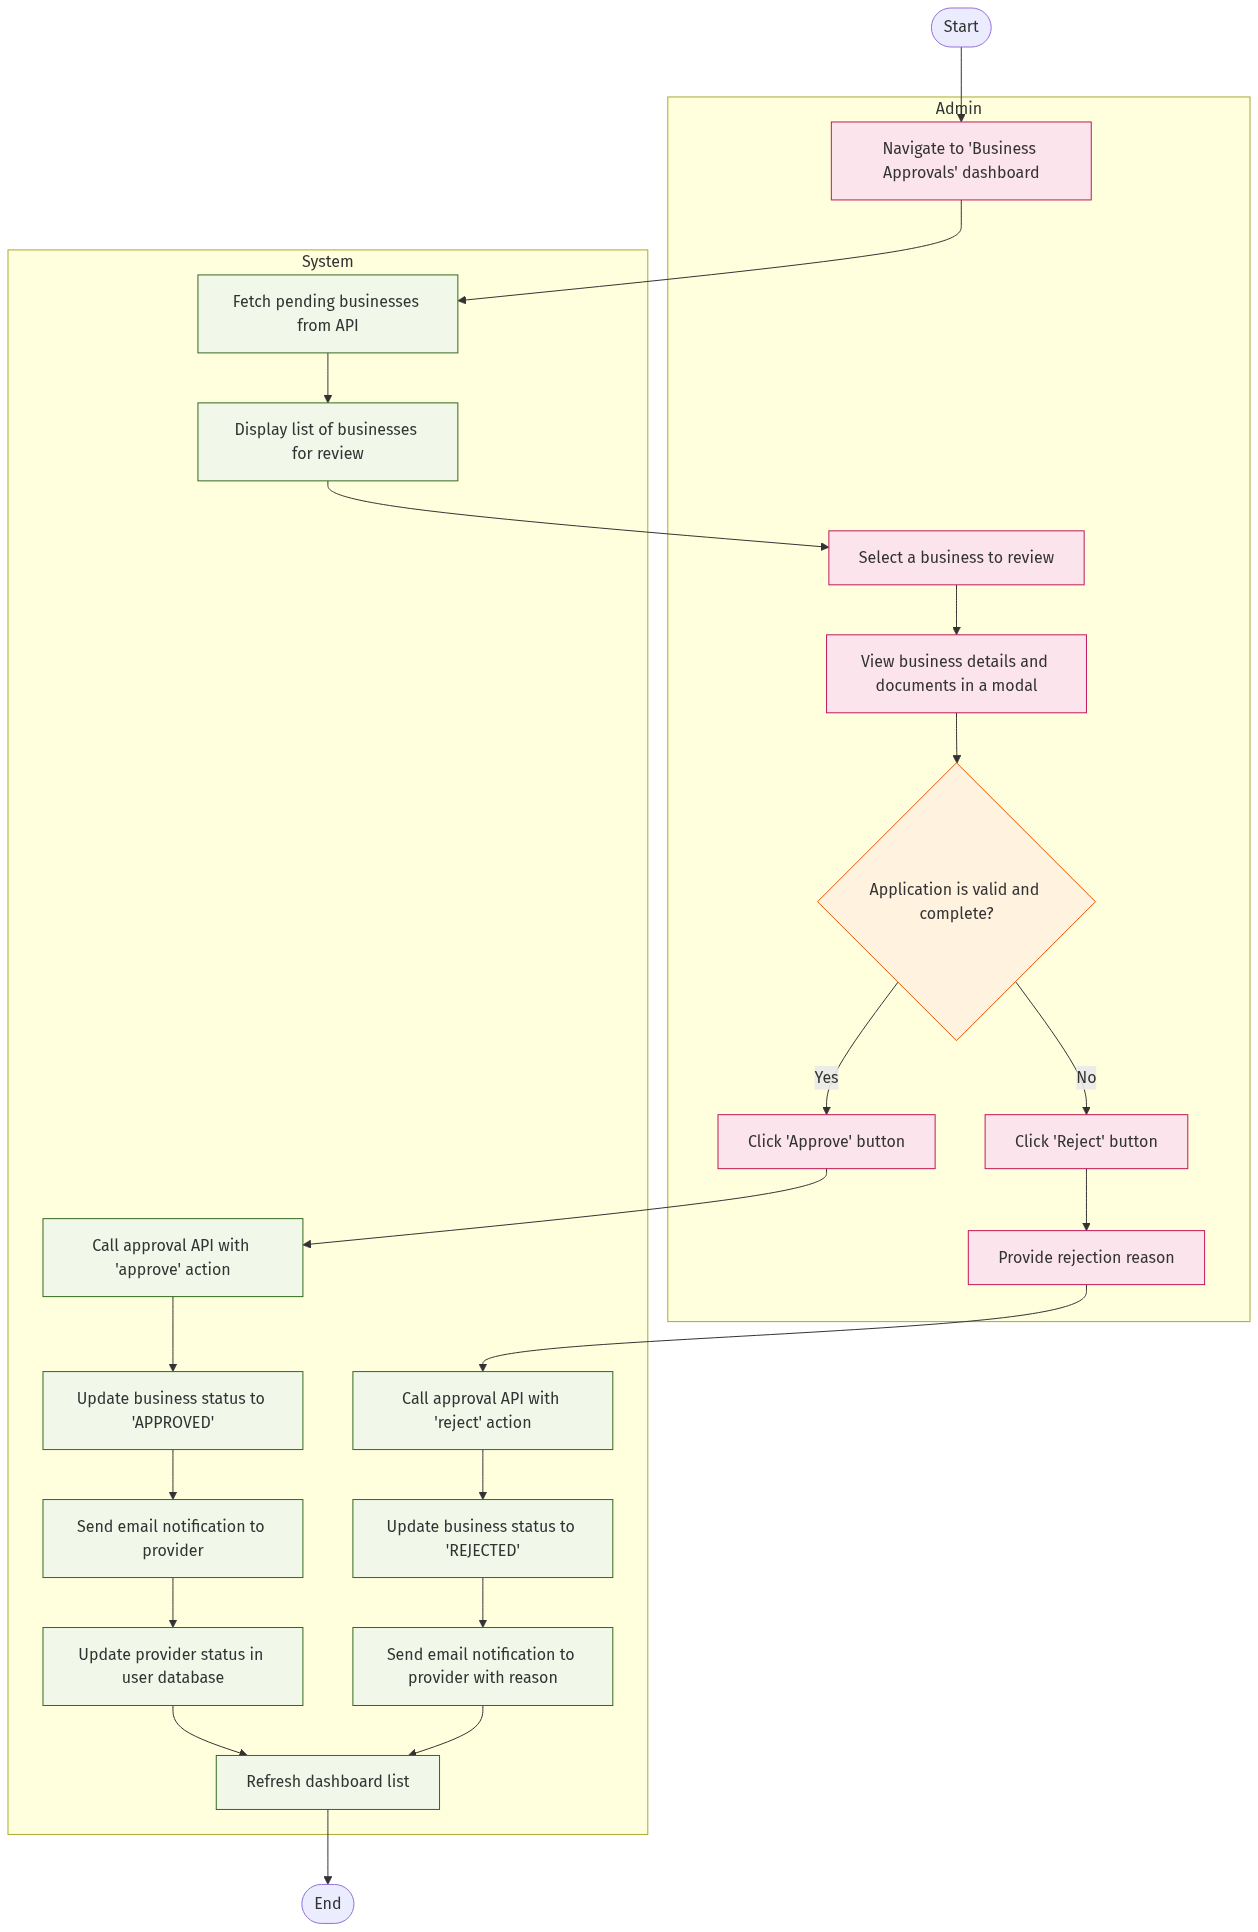 Start
Admin
Navigate to 'Business
Approvals' dashboard
System
Fetch pending businesses
from API
Display list of businesses
for review
Select a business to review
View business details and
documents in a modal
Application is valid and
complete?
Yes
No
Click 'Approve' button
Click 'Reject' button
Call approval API with
'approve' action
Provide rejection reason
Update business status to
'APPROVED'
Call approval API with
'reject' action
Send email notification to
provider
Update business status to
'REJECTED'
Update provider status in
user database
Send email notification to
provider with reason
Refresh dashboard list
End